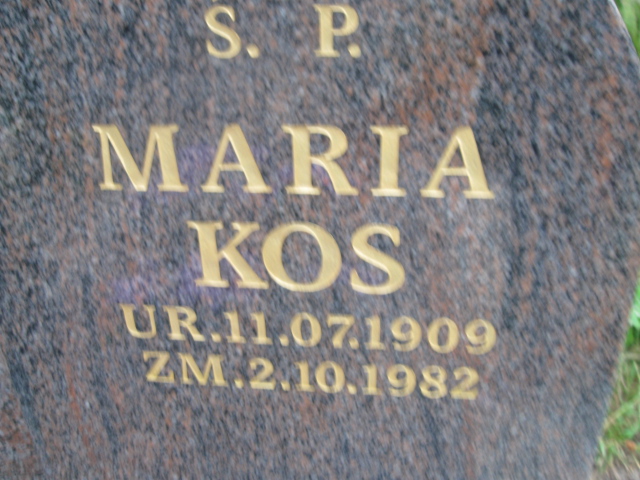 Ś. P.
MARIA
KOS
UR.11.07.1909
ZM.2.10.1982